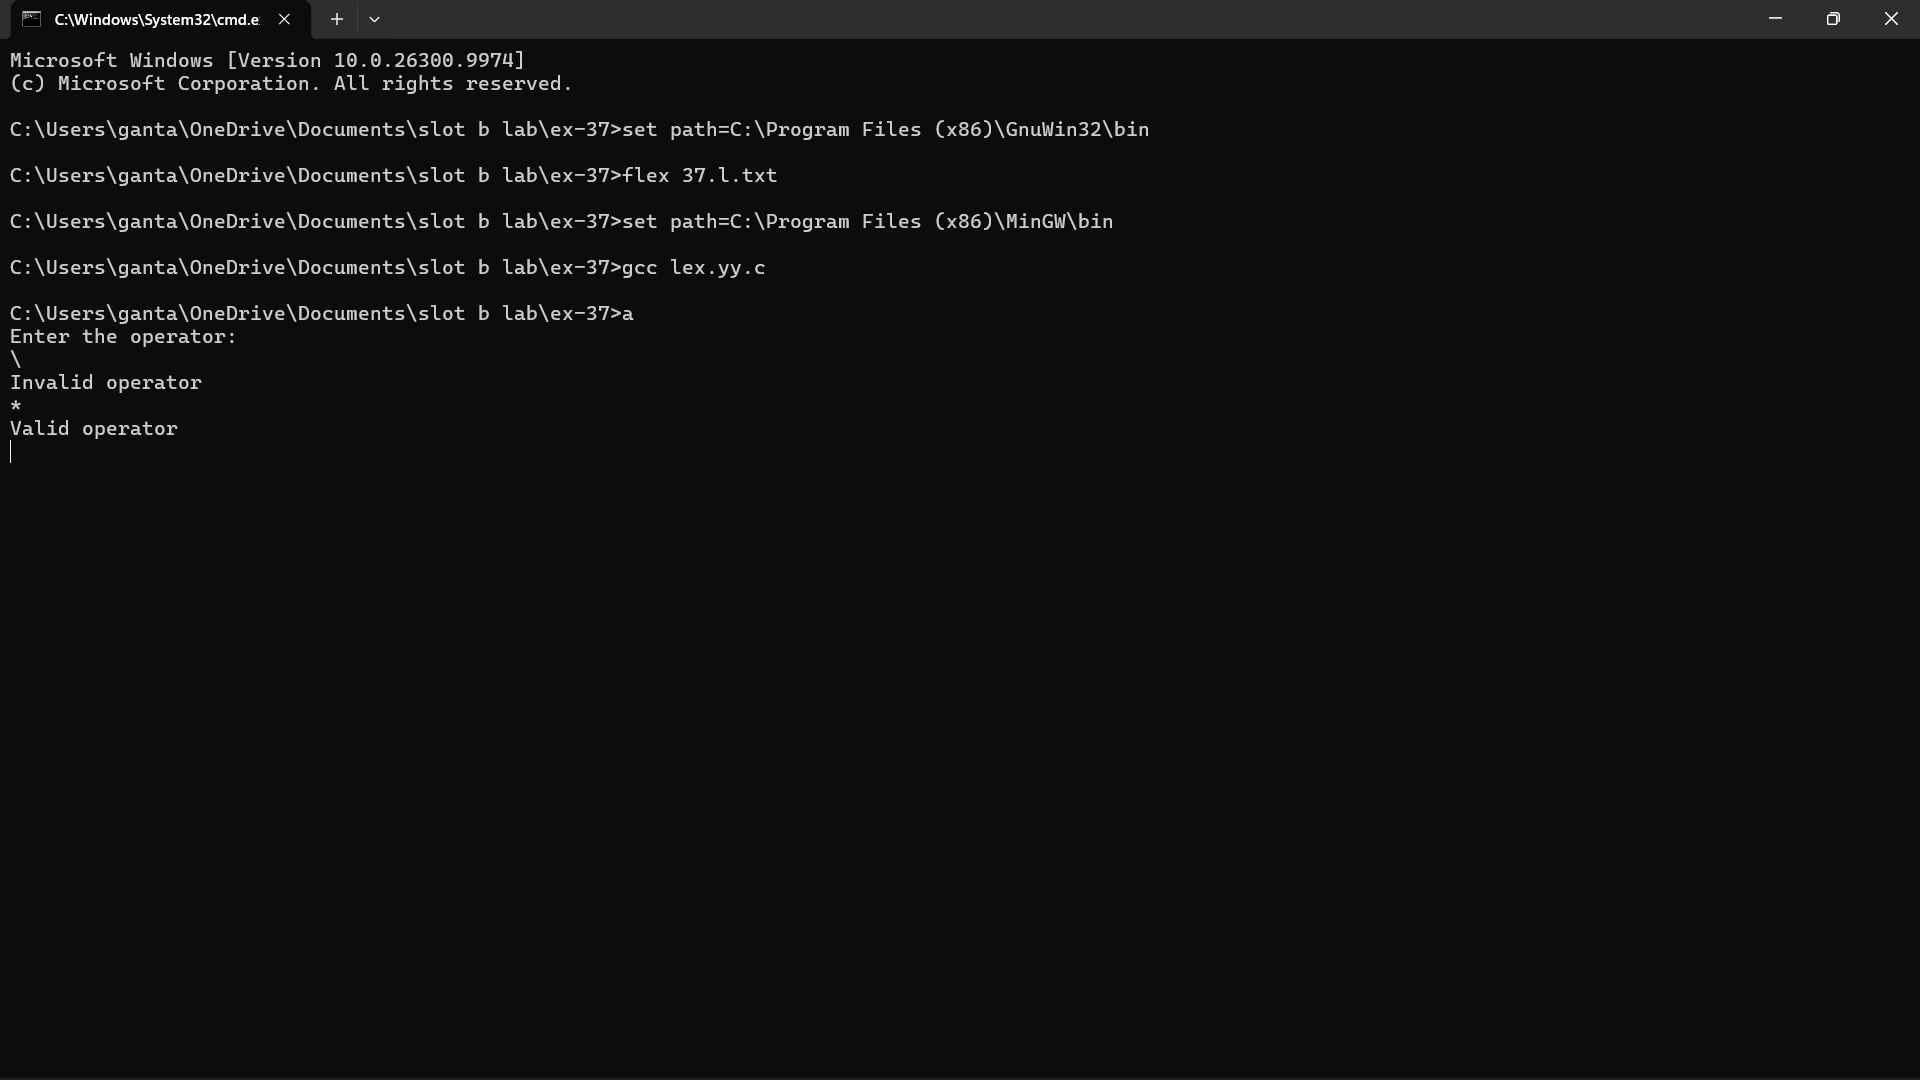 C:\Windows\System32\cmd.e
Microsoft Windows [Version 10.0.26300.9974]
(c) Microsoft Corporation. All rights reserved.
C:\Users\ganta\OneDrive\Documents\slot b lab\ex-37>set path=C:\Program Files (x86)\GnuWin32\bin
C:\Users\ganta\OneDrive\Documents\slot b lab\ex-37>flex 37.l.txt
C:\Users\ganta\OneDrive\Documents\slot b lab\ex-37>set path=C:\Program Files (x86)\MinGW\bin
C:\Users\ganta\OneDrive\Documents\slot b lab\ex-37>gcc lex.yy.c
C:\Users\ganta\OneDrive\Documents\slot b lab\ex-37>a
Enter the operator:
\
Invalid operator
*
Valid operator